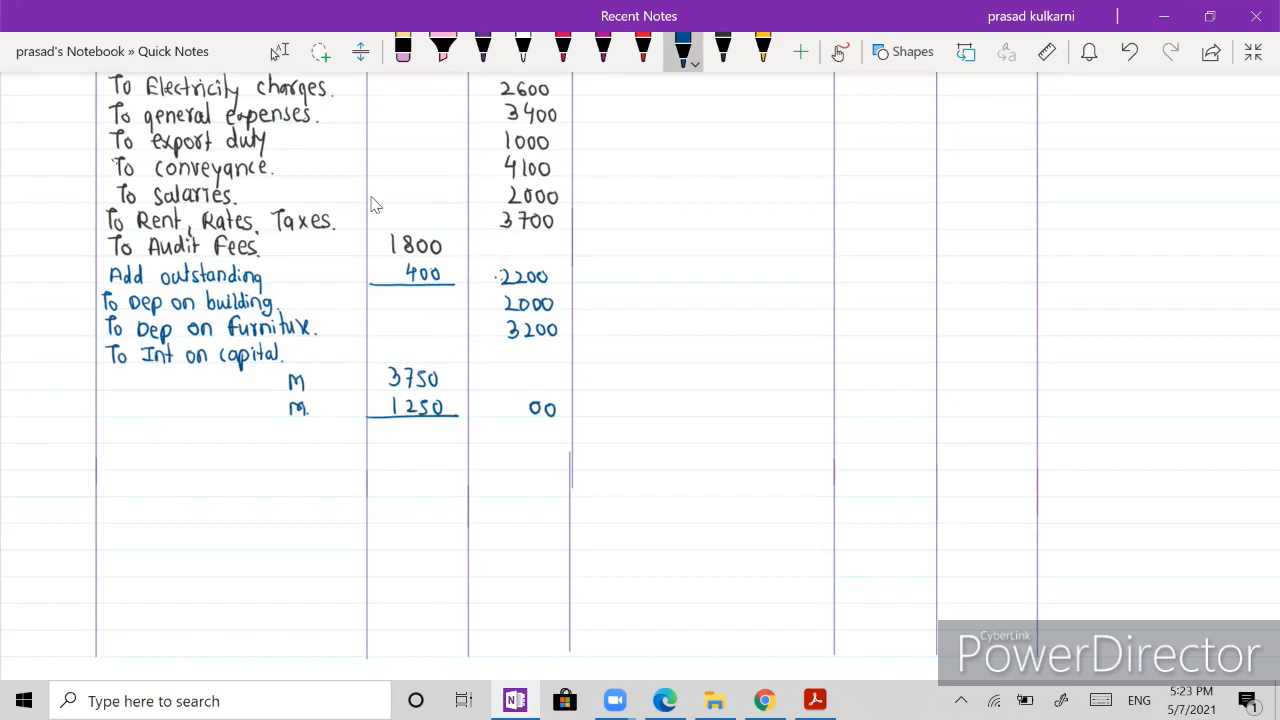 Recent Notes
prasad kulkarni
prasad's Notebook » Quick Notes
Shapes
To Electricity charges. 2600
To general expenses. 3400
To export duty 1000
To conveyance. 4100
To Salaries. 2000
To Rent, Rates, Taxes. 3700
To Audit Fees. 1800
Add outstanding 400 2200
To Dep on building. 2000
To Dep on furniture. 3200
To Int on capital.
M 3750
M. 1250 00
CyberLink
PowerDirector
Type here to search
ENG
5:23 PM
5/7/2021